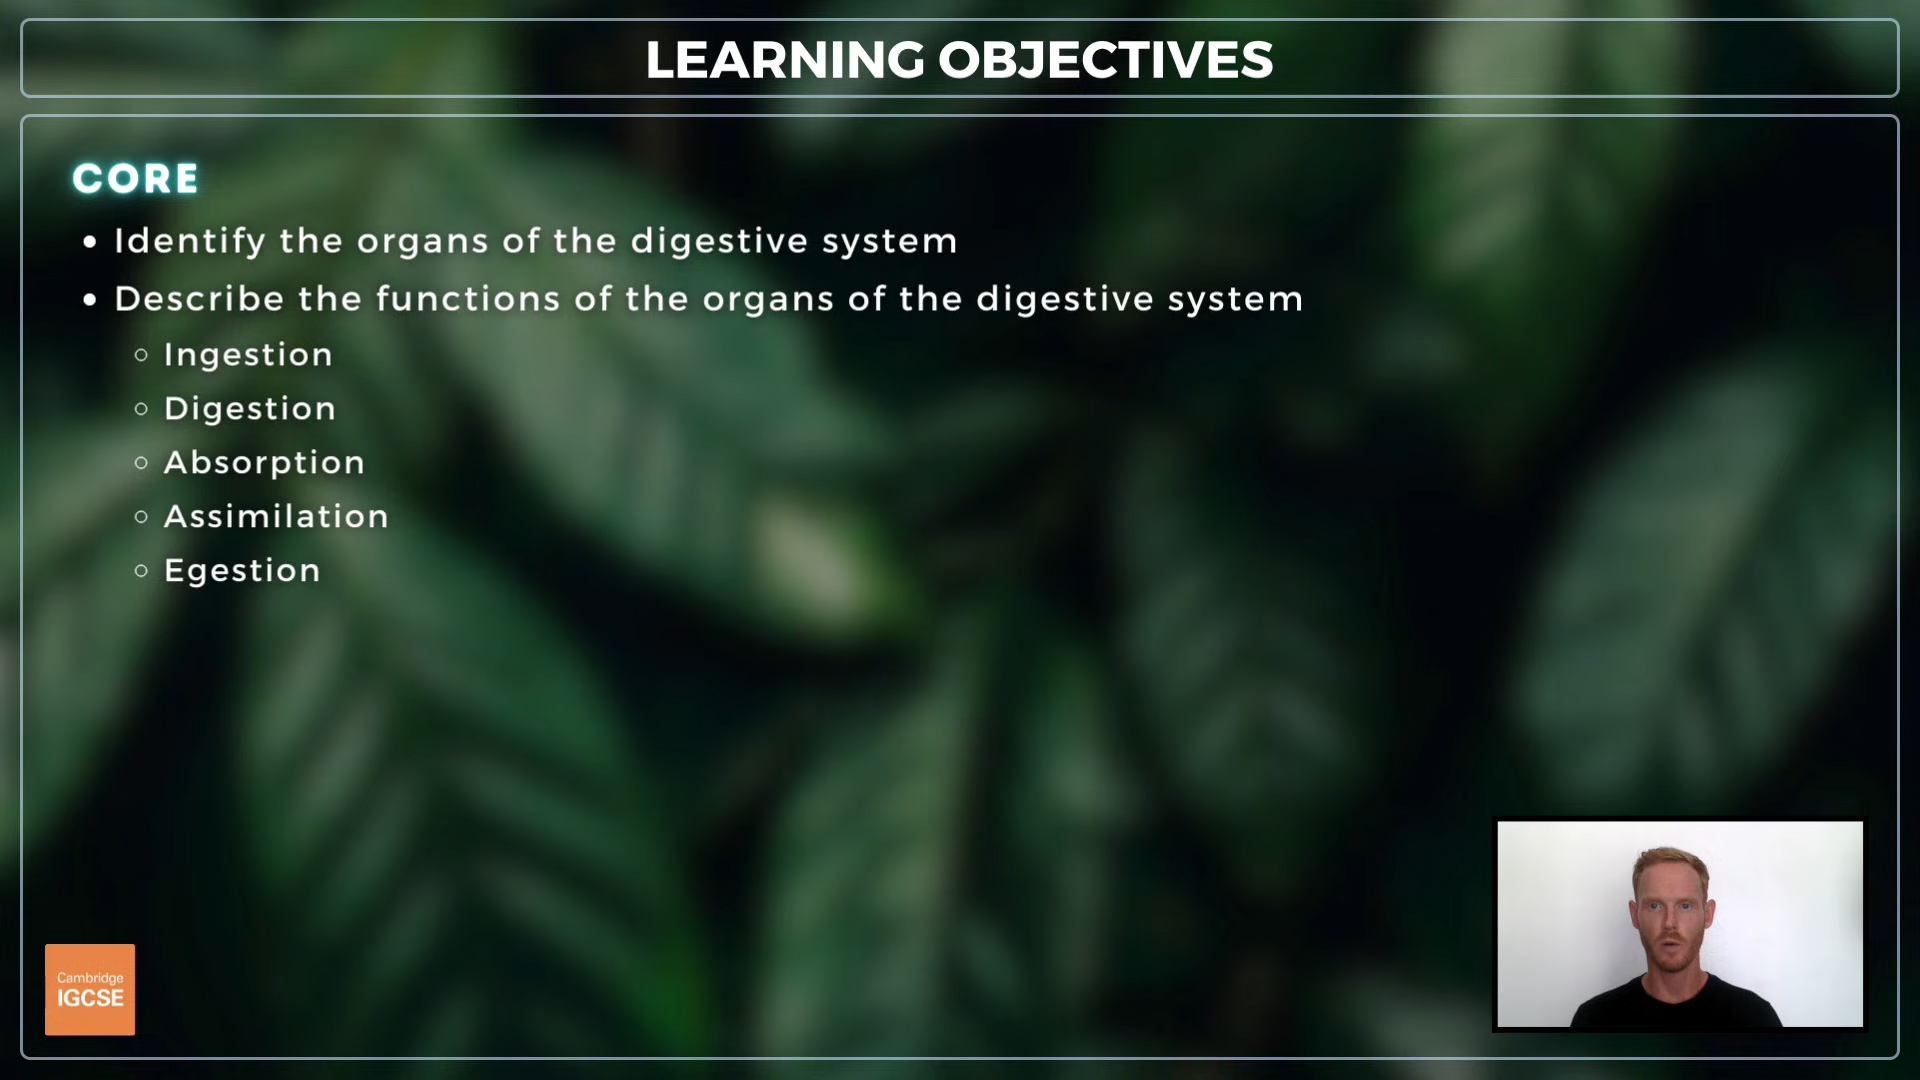 LEARNING OBJECTIVES
CORE
• Identify the organs of the digestive system
• Describe the functions of the organs of the digestive system
○ Ingestion
○ Digestion
○ Absorption
○ Assimilation
○ Egestion
Cambridge
IGCSE